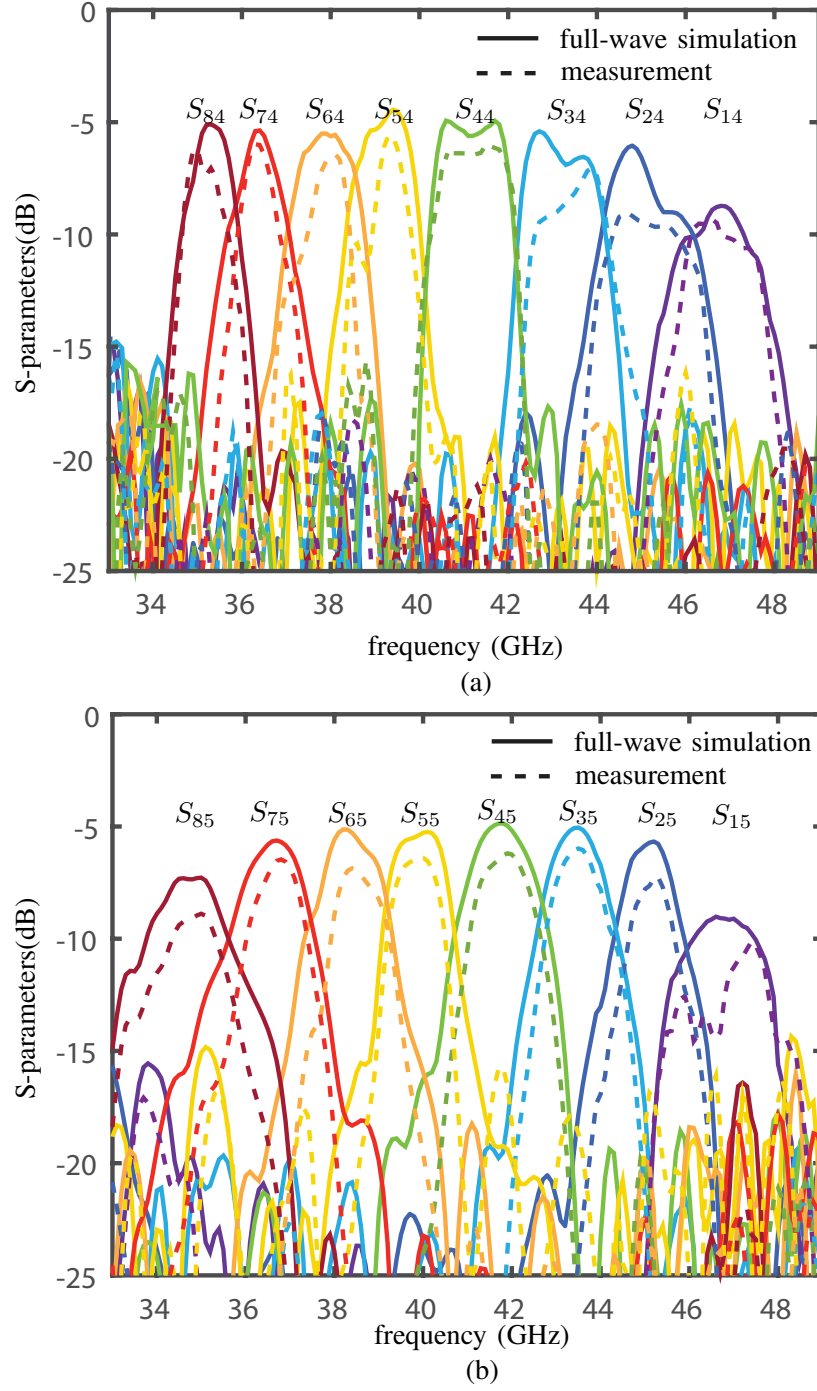 0
full-wave simulation
measurement
S84 S74 S64 S54 S44 S34 S24 S14
-5
-10
-15
-20
-25
S-parameters(dB)
34 36 38 40 42 44 46 48
frequency (GHz)
(a)
0
full-wave simulation
measurement
S85 S75 S65 S55 S45 S35 S25 S15
-5
-10
-15
-20
-25
S-parameters(dB)
34 36 38 40 42 44 46 48
frequency (GHz)
(b)